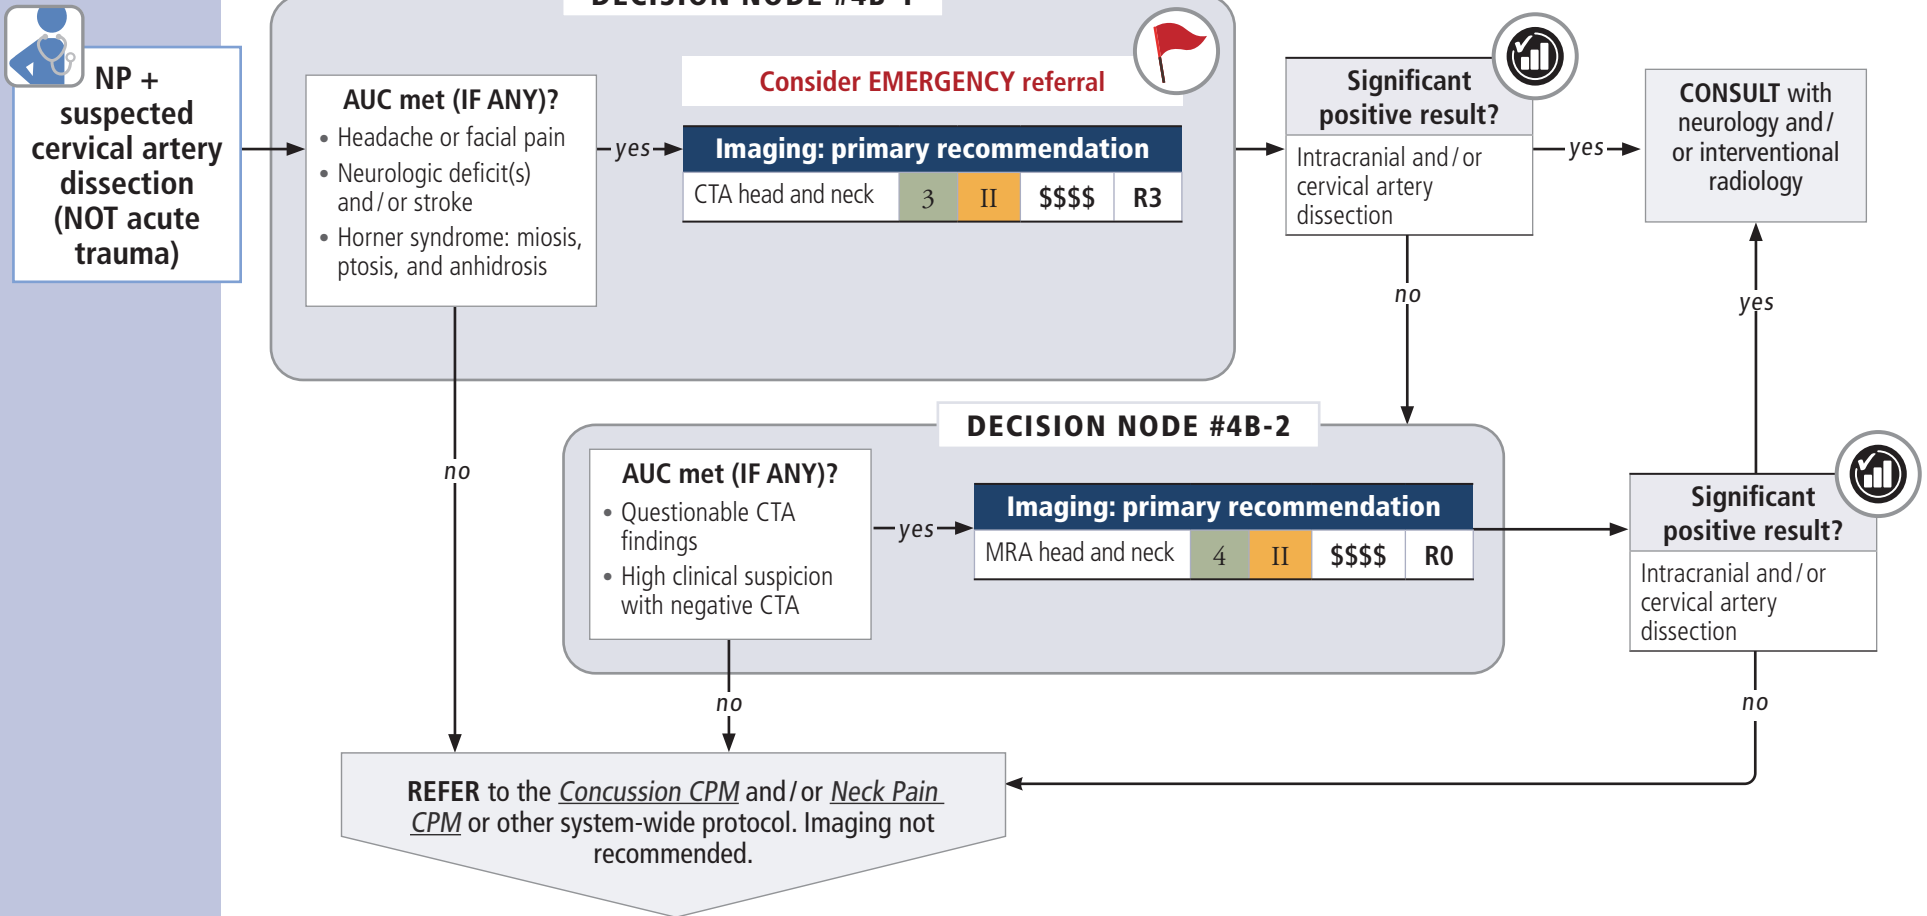 DECISION NODE #4B-1
NP +
suspected
cervical artery
dissection
(NOT acute
trauma)
AUC met (IF ANY)?
• Headache or facial pain
• Neurologic deficit(s)
and/or stroke
• Horner syndrome: miosis,
ptosis, and anhidrosis
yes
Consider EMERGENCY referral
Imaging: primary recommendation
CTA head and neck 3 II $$$$ R3
Significant
positive result?
Intracranial and/or
cervical artery
dissection
yes
CONSULT with
neurology and/
or interventional
radiology
no
yes
no
DECISION NODE #4B-2
AUC met (IF ANY)?
• Questionable CTA
findings
• High clinical suspicion
with negative CTA
yes
Imaging: primary recommendation
MRA head and neck 4 II $$$$ R0
Significant
positive result?
Intracranial and/or
cervical artery
dissection
no
no
REFER to the Concussion CPM and/or Neck Pain
CPM or other system-wide protocol. Imaging not
recommended.